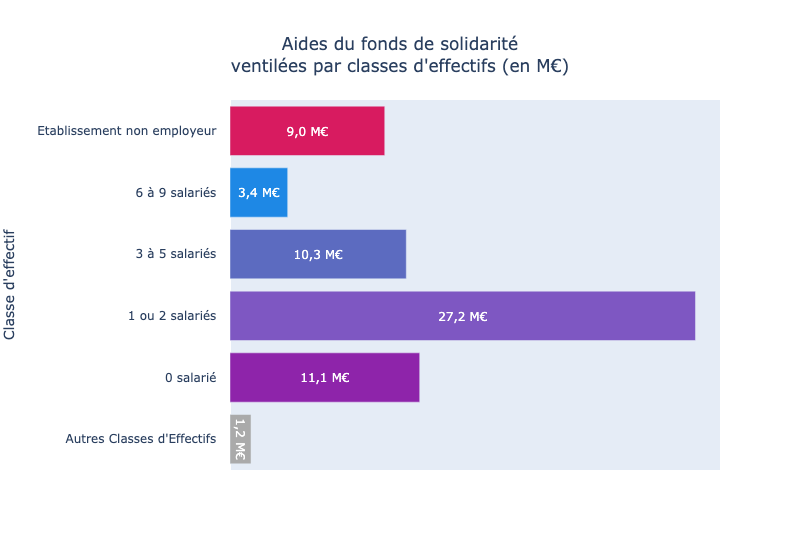 Aides du fonds de solidarité
ventilées par classes d'effectifs (en M€)
Etablissement non employeur
9,0 M€
6 à 9 salariés
3,4 M€
3 à 5 salariés
10,3 M€
Classe d'effectif
1 ou 2 salariés
27,2 M€
0 salarié
11,1 M€
Autres Classes d'Effectifs
1,2 M€